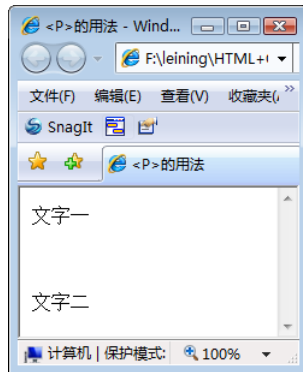 <P>的用法 - Wind...
F:\leining\HTML+(
文件(F) 编辑(E) 查看(V) 收藏夹(, »
SnagIt
<P>的用法
文字一
文字二
计算机 | 保护模式: 100%